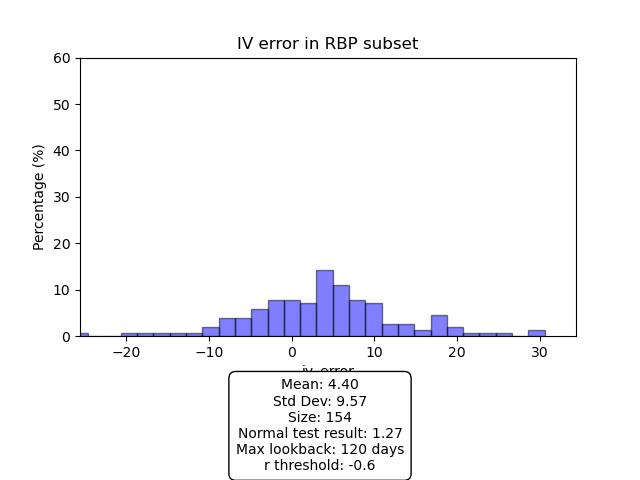 IV error in RBP subset
60
50
40
30
20
10
0
Percentage (%)
−20
−10
0
10
20
30
iv_error
Mean: 4.40
Std Dev: 9.57
Size: 154
Normal test result: 1.27
Max lookback: 120 days
r threshold: -0.6